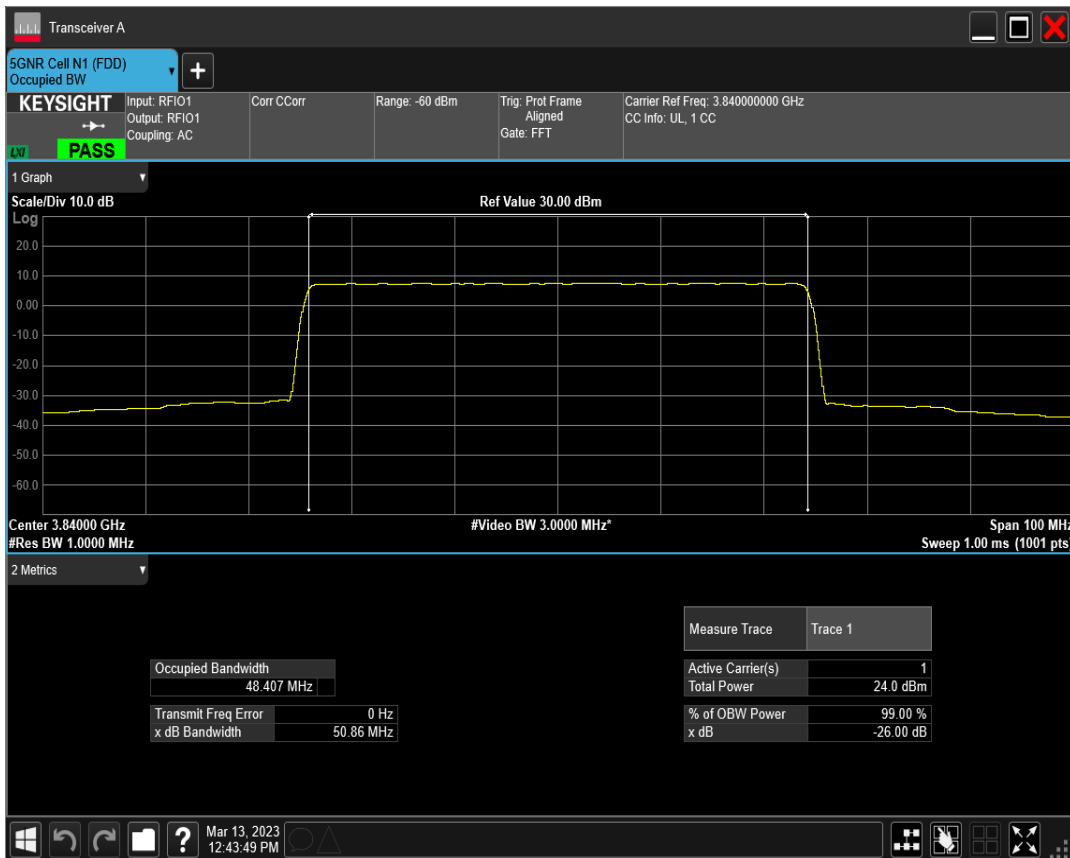 Transceiver A
5GNR Cell N1 (FDD)
Occupied BW
+
KEYSIGHT
LXI
PASS
Input: RFIO1
Output: RFIO1
Coupling: AC
Corr CCorr
Range: -60 dBm
Trig: Prot Frame
Aligned
Gate: FFT
Carrier Ref Freq: 3.840000000 GHz
CC Info: UL, 1 CC
1 Graph
Scale/Div 10.0 dB
Ref Value 30.00 dBm
Log
20.0
10.0
0.00
-10.0
-20.0
-30.0
-40.0
-50.0
-60.0
Center 3.84000 GHz
#Video BW 3.0000 MHz*
Span 100 MHz
#Res BW 1.0000 MHz
Sweep 1.00 ms (1001 pts)
2 Metrics
Measure Trace Trace 1
Occupied Bandwidth
48.407 MHz
Active Carrier(s) 1
Total Power 24.0 dBm
Transmit Freq Error 0 Hz
x dB Bandwidth 50.86 MHz
% of OBW Power 99.00 %
x dB -26.00 dB
?
Mar 13, 2023
12:43:49 PM